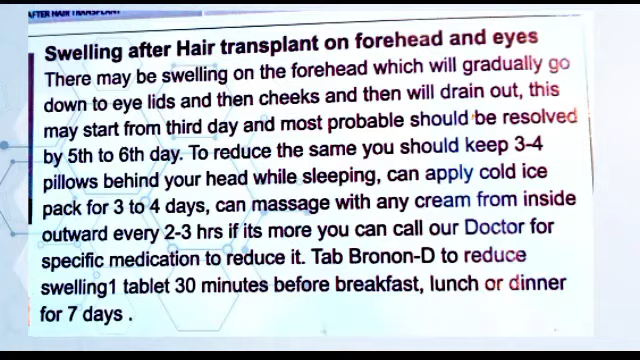 AFTER HAIR TRANSPLANT
Swelling after Hair transplant on forehead and eyes
There may be swelling on the forehead which will gradually go
down to eye lids and then cheeks and then will drain out, this
may start from third day and most probable should be resolved
by 5th to 6th day. To reduce the same you should keep 3-4
pillows behind your head while sleeping, can apply cold ice
pack for 3 to 4 days, can massage with any cream from inside
outward every 2-3 hrs if its more you can call our Doctor for
specific medication to reduce it. Tab Bronon-D to reduce
swelling1 tablet 30 minutes before breakfast, lunch or dinner
for 7 days .